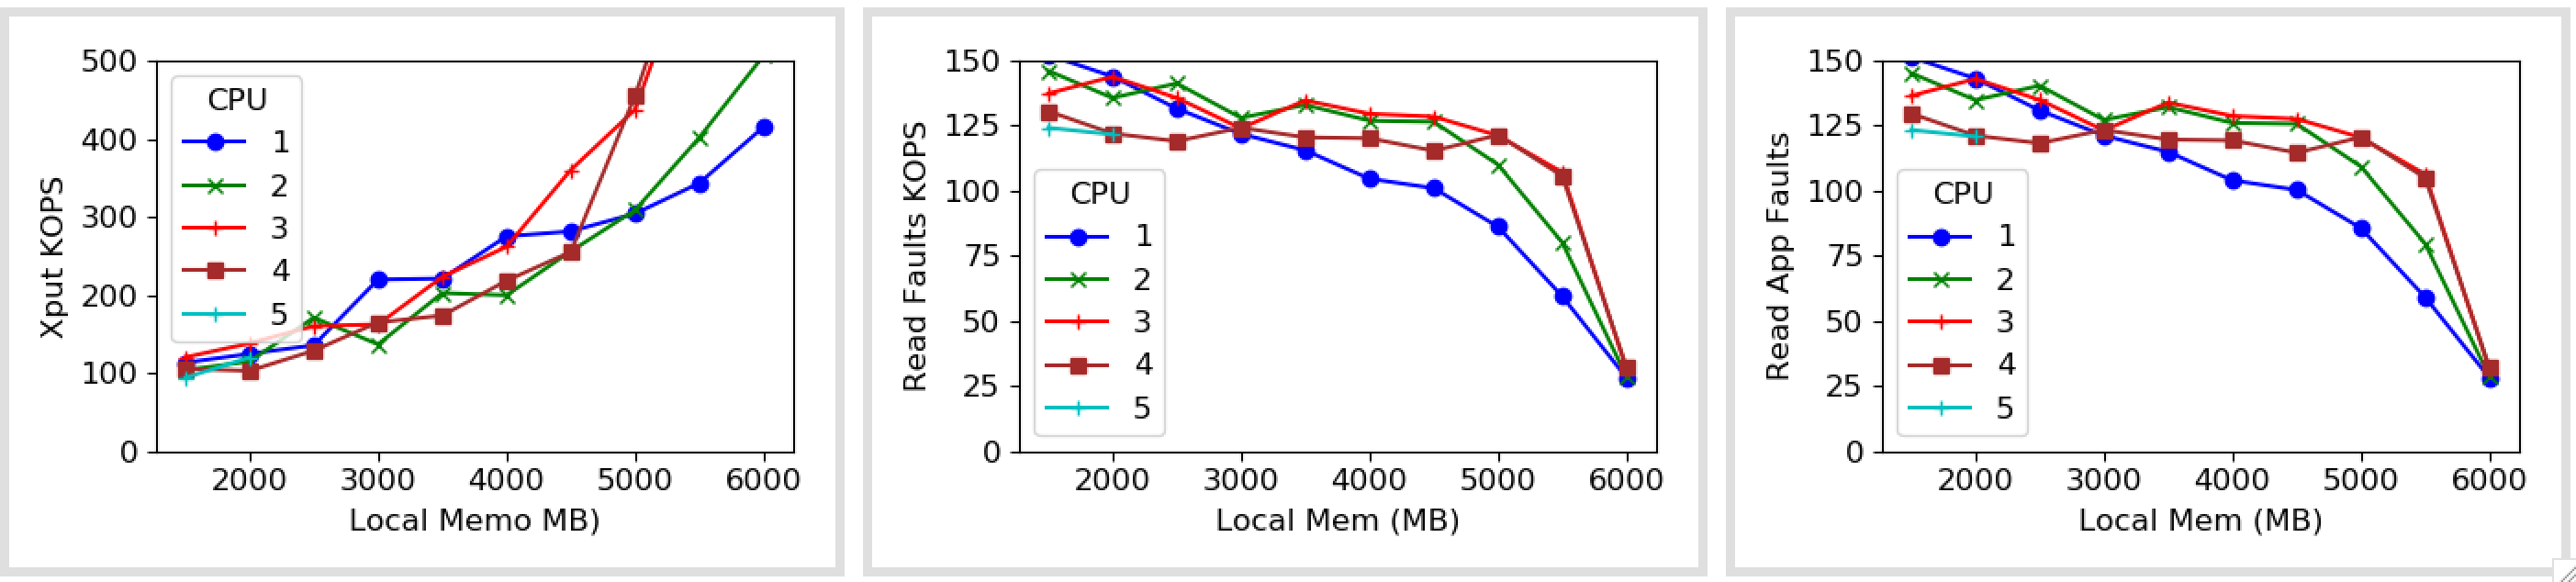 500
400
300
200
100
0
Xput KOPS
CPU
1
2
3
4
5
2000 3000 4000 5000 6000
Local Memo MB)
150
125
100
75
50
25
0
Read Faults KOPS
CPU
1
2
3
4
5
2000 3000 4000 5000 6000
Local Mem (MB)
150
125
100
75
50
25
0
Read App Faults
CPU
1
2
3
4
5
2000 3000 4000 5000 6000
Local Mem (MB)